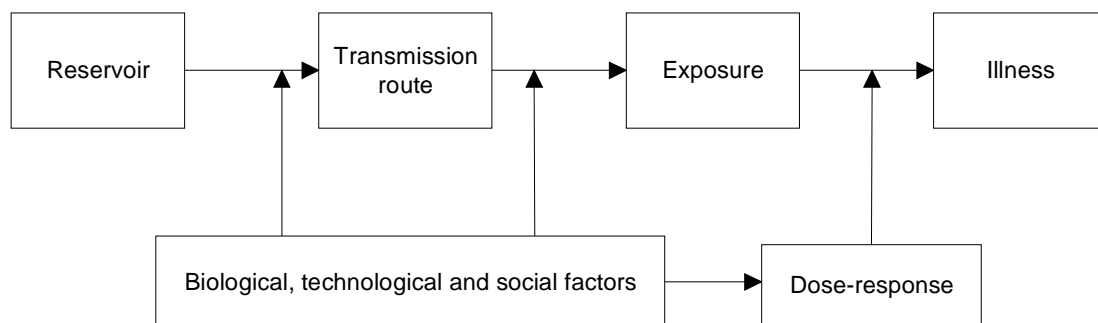 Reservoir
Transmission
route
Exposure
Illness
Biological, technological and social factors
Dose-response